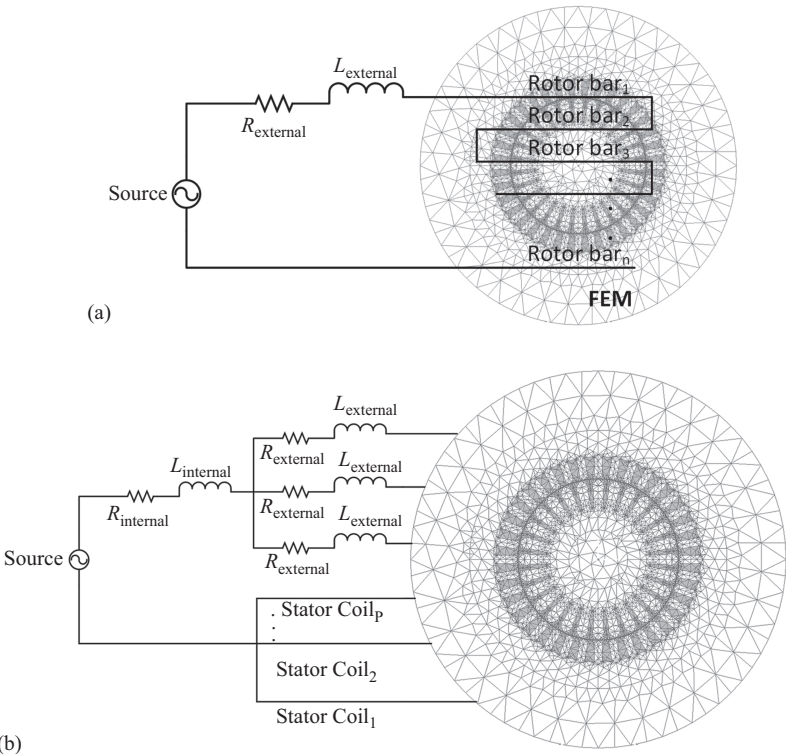 L_external
R_external
Source
Rotor bar_1
Rotor bar_2
Rotor bar_3
Rotor bar_n
FEM
(a)
L_external
R_external
L_internal
L_external
R_internal
R_external
L_external
Source
R_external
Stator Coil_P
Stator Coil_2
Stator Coil_1
(b)